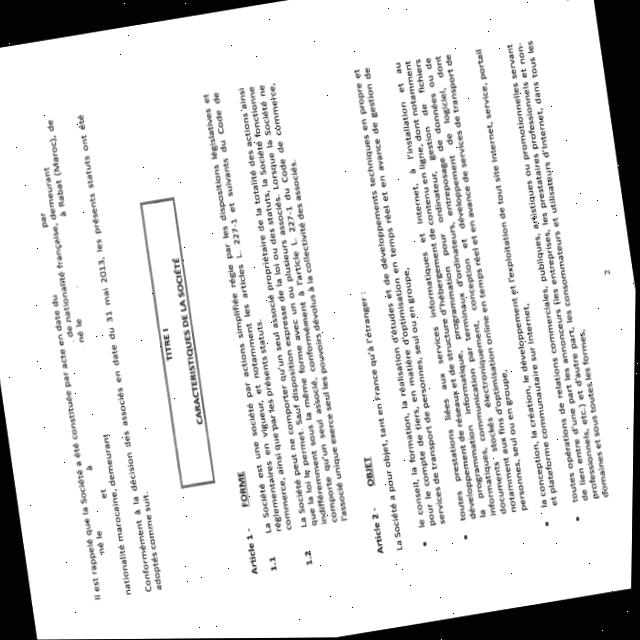 Il est rappelé que la Société a été constituée par acte en date du par
né le et à né le de nationalité française, demeurant
à Rabat (Maroc), de
nationalité marocaine, demeurant
Conformément à la décision des associés en date du 31 mai 2013, les présents statuts ont été
adoptés comme suit.
TITRE I
CARACTERISTIQUES DE LA SOCIÉTÉ
Article 1 - FORME
1.1 La Société est une société par actions simplifiée régie par les dispositions législatives et
réglementaires en vigueur, et notamment les articles L. 227-1 et suivants du Code de
commerce, ainsi que par les présents statuts.
1.2 La Société peut ne comporter qu'un seul associé propriétaire de la totalité des actions ainsi
que la loi le permet. Sauf disposition expresse de la loi ou des statuts, la Société fonctionne
indifféremment sous la même forme avec un ou plusieurs associés. Lorsque la Société ne
comporte qu'un seul associé, conformément à l'article L. 227-1 du Code de commerce,
l'associé unique exerce seul les pouvoirs dévolus à la collectivité des associés.
Article 2 - OBJET
La Société a pour objet, tant en France qu'à l'étranger :
• le conseil, la formation, la réalisation d'études et de développements techniques en propre et
pour le compte de tiers, en matière d'optimisation en temps réel et en avance de gestion de
services de transport de personnes, seul ou en groupe,
• toutes prestations liées aux services informatiques et Internet, à l'installation et au
développement de réseaux et de structure d'hébergement de contenu en ligne, dont notamment
la programmation informatique, travaux d'ordinateur, gestion de fichiers
informatiques, communication par terminaux d'ordinateurs, entreposage de données ou de
documents stockés électroniquement, conception et développement de logiciel, dont
notamment aux fins d'optimisation online en temps réel et en avance de services de transport de
personnes, seul ou en groupe,
• la conception, la création, le développement et l'exploitation de tout site Internet, service, portail
et plateforme communautaire sur Internet,
• toutes opérations de relations commerciales, publiques, artistiques ou promotionnelles servant
de lien entre d'une part les annonceurs (les entreprises, les prestataires professionnels et non-
professionnels, etc.) et d'autre part, les consommateurs et utilisateurs d'Internet, dans tous les
domaines et sous toutes les formes,
2